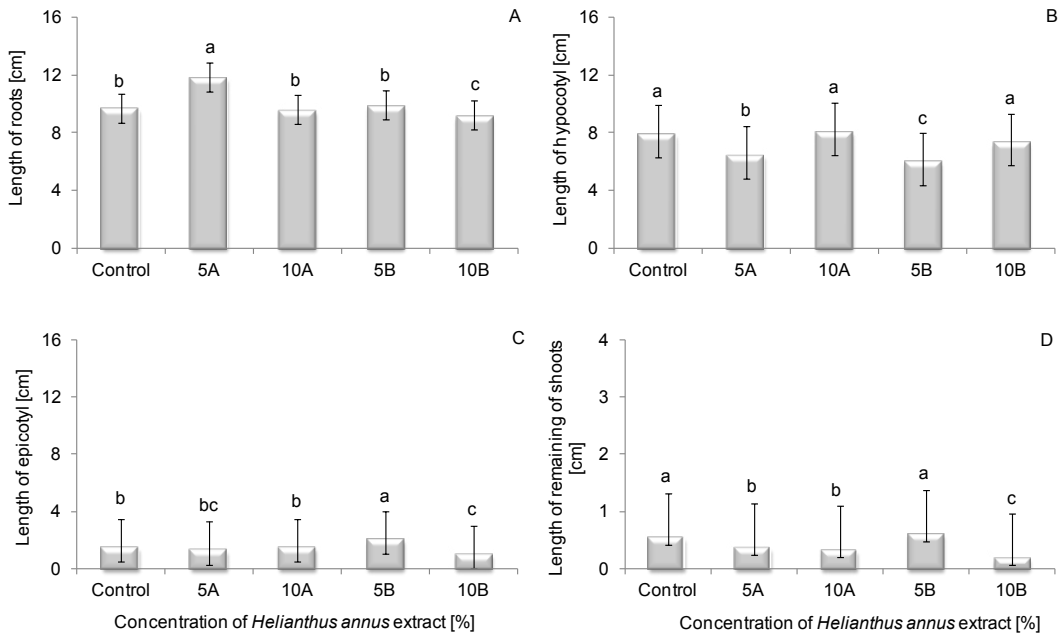 A
Length of roots [cm]
16
12
8
4
0
b
a
b
b
c
Control 5A 10A 5B 10B
B
Length of hypocotyl [cm]
16
12
8
4
0
a
b
a
c
a
Control 5A 10A 5B 10B
C
Length of epicotyl [cm]
16
12
8
4
0
b
bc
b
a
c
Control 5A 10A 5B 10B
Concentration of Helianthus annus extract [%]
D
Length of remaining of shoots
[cm]
4
3
2
1
0
a
b
b
a
c
Control 5A 10A 5B 10B
Concentration of Helianthus annus extract [%]